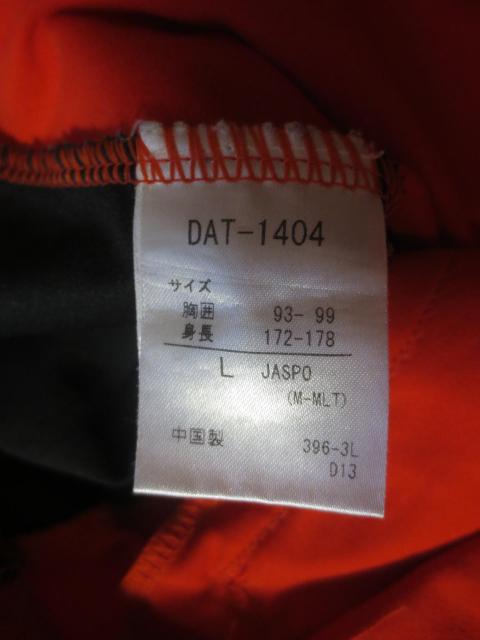 DAT-1404
サイズ
胸囲 93- 99
身長 172-178
L JASPO
(M-MLT)
中国製 396-3L
D13